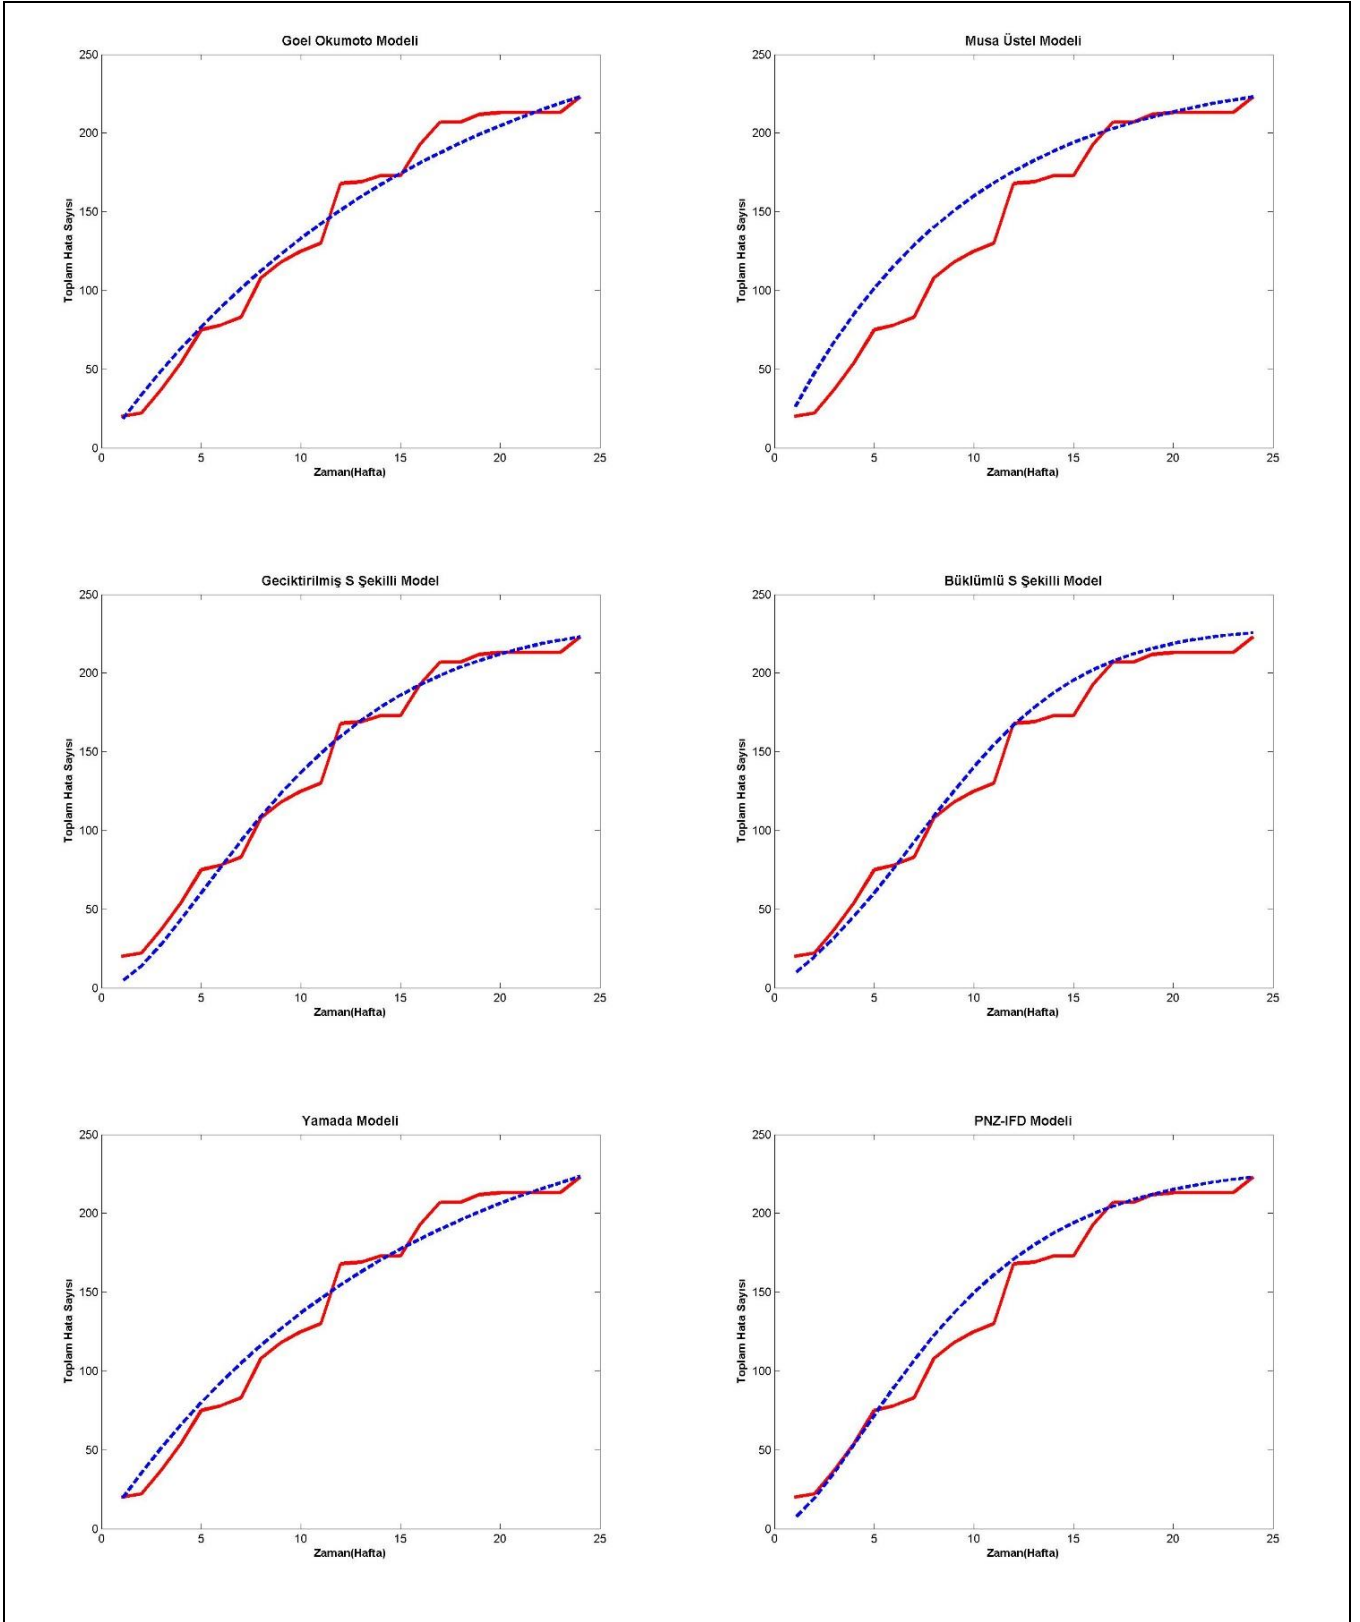 Goel Okumoto Modeli
250
200
150
100
50
0
0 5 10 15 20 25
Toplam Hata Sayısı
Zaman(Hafta)
Musa Üstel Modeli
250
200
150
100
50
0
0 5 10 15 20 25
Toplam Hata Sayısı
Zaman(Hafta)
Geciktirilmiş S Şekilli Model
250
200
150
100
50
0
0 5 10 15 20 25
Toplam Hata Sayısı
Zaman(Hafta)
Büklümlü S Şekilli Model
250
200
150
100
50
0
0 5 10 15 20 25
Toplam Hata Sayısı
Zaman(Hafta)
Yamada Modeli
250
200
150
100
50
0
0 5 10 15 20 25
Toplam Hata Sayısı
Zaman(Hafta)
PNZ-IFD Modeli
250
200
150
100
50
0
0 5 10 15 20 25
Toplam Hata Sayısı
Zaman(Hafta)